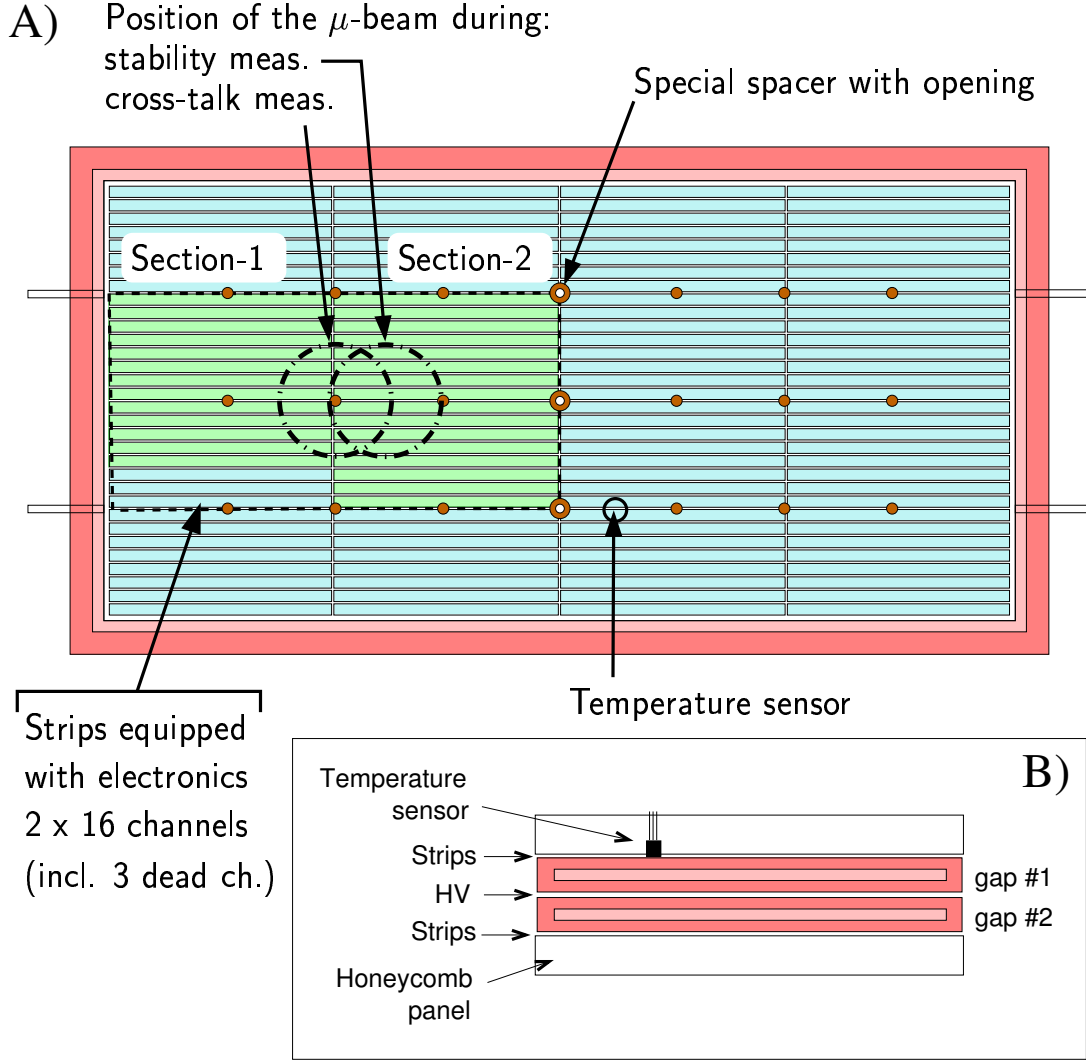 A)
Position of the μ-beam during:
stability meas.
cross-talk meas.
Special spacer with opening
Section-1
Section-2
Temperature sensor
Strips equipped
with electronics
2 x 16 channels
(incl. 3 dead ch.)
B)
Temperature
sensor
Strips
HV
Strips
Honeycomb
panel
gap #1
gap #2